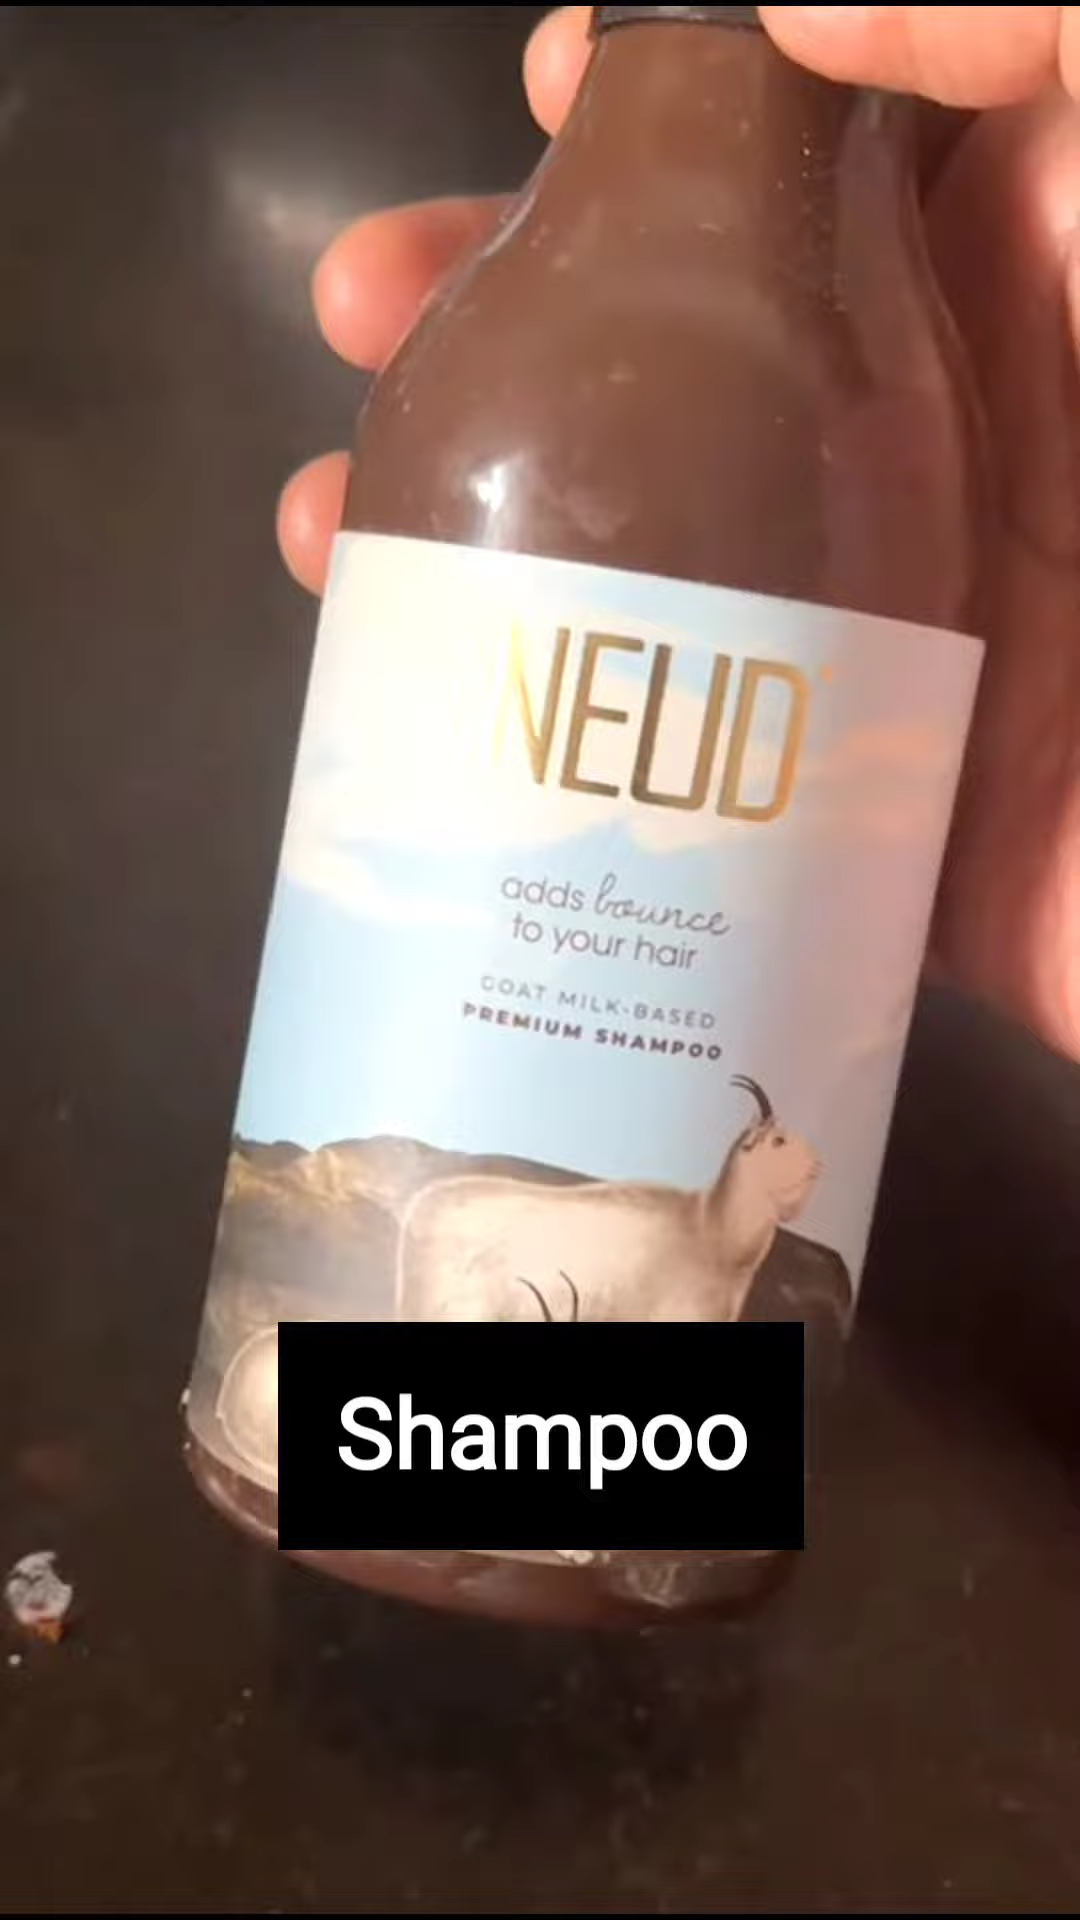 NEUD
adds bounce
to your hair
GOAT MILK-BASED
PREMIUM SHAMPOO
Shampoo